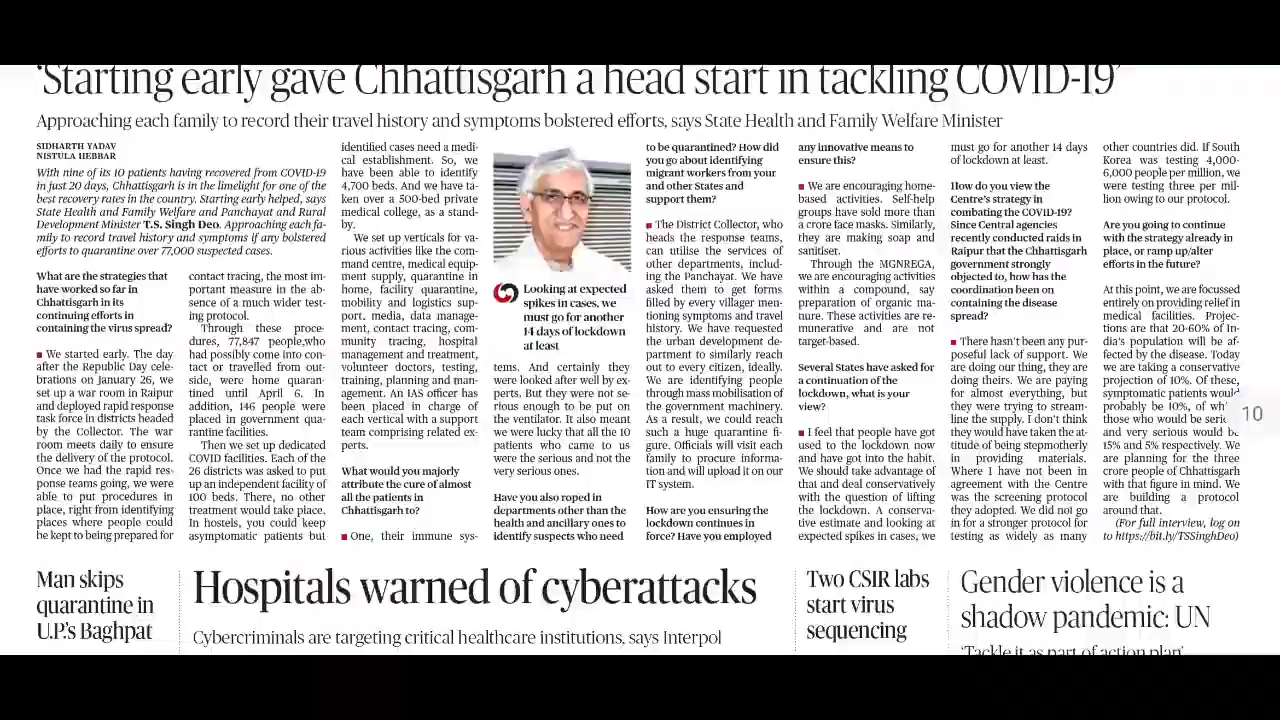 'Starting early gave Chhattisgarh a head start in tackling COVID-19'
Approaching each family to record their travel history and symptoms bolstered efforts, says State Health and Family Welfare Minister
SIDHARTH YADAV
NISTULA HEBBAR
With nine of its 10 patients having recovered from COVID-19
in just 20 days, Chhattisgarh is in the limelight for one of the
best recovery rates in the country. Starting early helped, says
State Health and Family Welfare and Panchayat and Rural
Development Minister T.S. Singh Deo. Approaching each fa-
mily to record travel history and symptoms if any bolstered
efforts to quarantine over 77,000 suspected cases.
What are the strategies that
have worked so far in
Chhattisgarh in its
continuing efforts in
containing the virus spread?
■ We started early. The day
after the Republic Day cele-
brations on January 26, we
set up a war room in Raipur
and deployed rapid response
task force in districts headed
by the Collector. The war
room meets daily to ensure
the delivery of the protocol.
Once we had the rapid res-
ponse teams going, we were
able to put procedures in
place, right from identifying
places where people could
be kept to being prepared for
contact tracing, the most im-
portant measure in the ab-
sence of a much wider test-
ing protocol.
Through these proce-
dures, 77,847 people,who
had possibly come into con-
tact or travelled from out-
side, were home quaran-
tined until April 6. In
addition, 146 people were
placed in government qua-
rantine facilities.
Then we set up dedicated
COVID facilities. Each of the
26 districts was asked to put
up an independent facility of
100 beds. There, no other
treatment would take place.
In hostels, you could keep
asymptomatic patients but
identified cases need a medi-
cal establishment. So, we
have been able to identify
4,700 beds. And we have ta-
ken over a 500-bed private
medical college, as a stand-
by.
We set up verticals for va-
rious activities like the com-
mand centre, medical equip-
ment supply, quarantine in
home, facility quarantine,
mobility and logistics sup-
port, media, data manage-
ment, contact tracing, com-
munity tracing, hospital
management and treatment,
volunteer doctors, testing,
training, planning and man-
agement. An IAS officer has
been placed in charge of
each vertical with a support
team comprising related ex-
perts.
What would you majorly
attribute the cure of almost
all the patients in
Chhattisgarh to?
■ One, their immune sys-
Looking at expected
spikes in cases, we
must go for another
14 days of lockdown
at least
tems. And certainly they
were looked after well by ex-
perts. But they were not se-
rious enough to be put on
the ventilator. It also meant
we were lucky that all the 10
patients who came to us
were the serious and not the
very serious ones.
Have you also roped in
departments other than the
health and ancillary ones to
identify suspects who need
to be quarantined? How did
you go about identifying
migrant workers from your
and other States and
support them?
■ The District Collector, who
heads the response teams,
can utilise the services of
other departments, includ-
ing the Panchayat. We have
asked them to get forms
filled by every villager men-
tioning symptoms and travel
history. We have requested
the urban development de-
partment to similarly reach
out to every citizen, ideally.
We are identifying people
through mass mobilisation of
the government machinery.
As a result, we could reach
such a huge quarantine fi-
gure. Officials will visit each
family to procure informa-
tion and will upload it on our
IT system.
How are you ensuring the
lockdown continues in
force? Have you employed
any innovative means to
ensure this?
■ We are encouraging home-
based activities. Self-help
groups have sold more than
a crore face masks. Similarly,
they are making soap and
sanitiser.
Through the MGNREGA,
we are encouraging activities
within a compound, say
preparation of organic ma-
nure. These activities are re-
munerative and are not
target-based.
Several States have asked for
a continuation of the
lockdown, what is your
view?
■ I feel that people have got
used to the lockdown now
and have got into the habit.
We should take advantage of
that and deal conservatively
with the question of lifting
the lockdown. A conserva-
tive estimate and looking at
expected spikes in cases, we
must go for another 14 days
of lockdown at least.
How do you view the
Centre's strategy in
combating the COVID-19?
Since Central agencies
recently conducted raids in
Raipur that the Chhattisgarh
government strongly
objected to, how has the
coordination been on
containing the disease
spread?
■ There hasn't been any pur-
poseful lack of support. We
are doing our thing, they are
doing theirs. We are paying
for almost everything, but
they were trying to stream-
line the supply. I don't think
they would have taken the at-
titude of being stepmotherly
in providing materials.
Where I have not been in
agreement with the Centre
was the screening protocol
they adopted. We did not go
in for a stronger protocol for
testing as widely as many
other countries did. If South
Korea was testing 4,000-
6,000 people per million, we
were testing three per mil-
lion owing to our protocol.
Are you going to continue
with the strategy already in
place, or ramp up/alter
efforts in the future?
At this point, we are focussed
entirely on providing relief in
medical facilities. Projec-
tions are that 20-60% of In-
dia's population will be af-
fected by the disease. Today
we are taking a conservative
projection of 10%. Of these,
symptomatic patients would
probably be 10%, of
those who would be
and very serious would be
15% and 5% respectively. We
are planning for the three
crore people of Chhattisgarh
with that figure in mind. We
are building a protocol
around that.
(For full interview, log on
to https://bit.ly/TSSinghDeo)
10
Man skips
quarantine in
U.P.'s Baghpat
Hospitals warned of cyberattacks
Cybercriminals are targeting critical healthcare institutions, says Interpol
Two CSIR labs
start virus
sequencing
Gender violence is a
shadow pandemic: UN
'Tackle it as part of action plan'